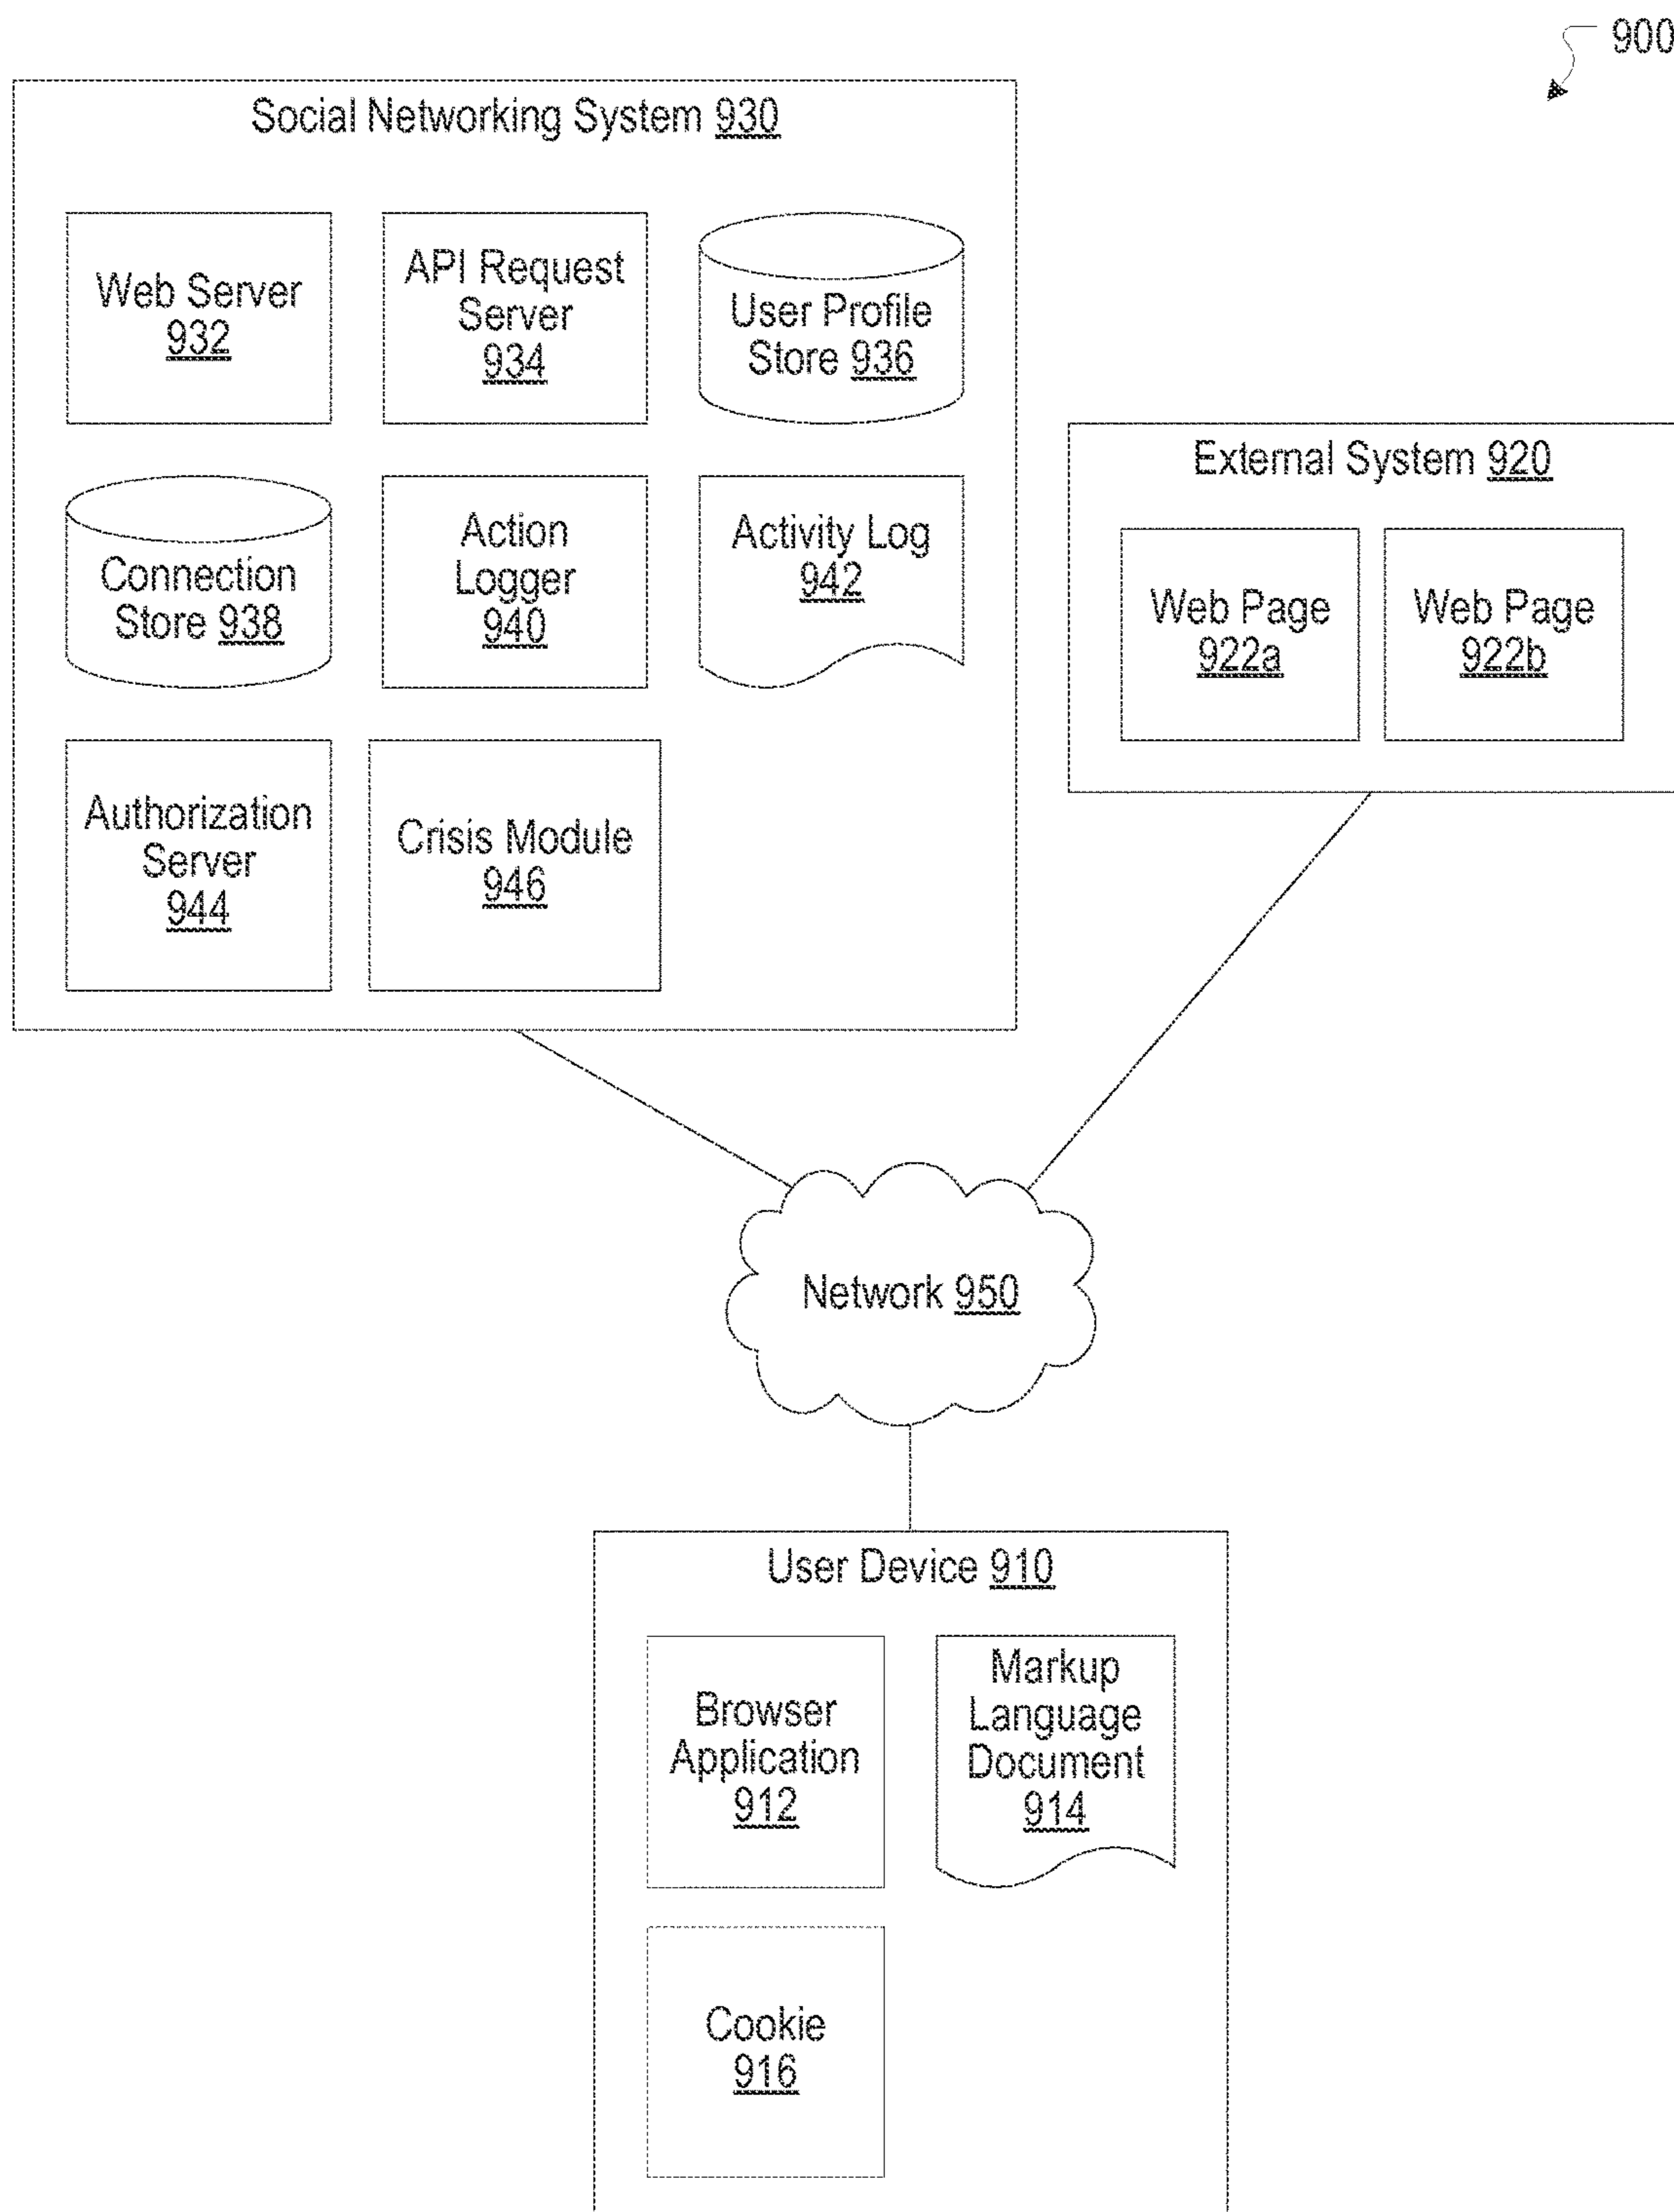 900
Social Networking System 930
Web Server
932
API Request
Server
934
User Profile
Store 936
Connection
Store 938
Action
Logger
940
Activity Log
942
Authorization
Server
944
Crisis Module
946
External System 920
Web Page
922a
Web Page
922b
Network 950
User Device 910
Browser
Application
912
Markup
Language
Document
914
Cookie
916